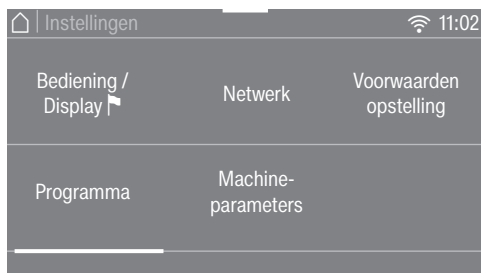 Instellingen 11:02
Bediening /
Display
Netwerk
Voorwaarden
opstelling
Programma
Machine-
parameters